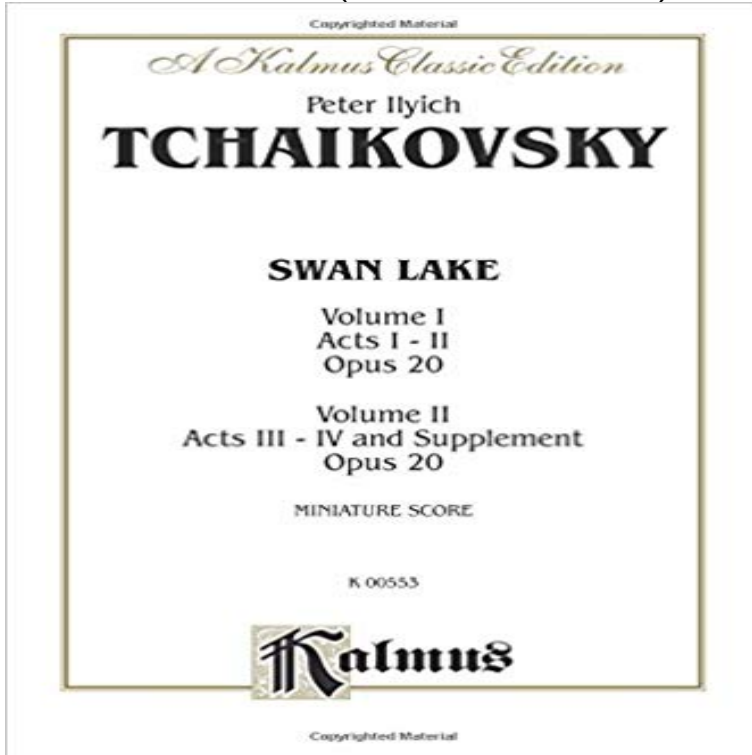 Copyrighted Material
A Kalmus Classic Edition
Peter Ilyich
TCHAIKOVSKY
SWAN LAKE
Volume I
Acts I - II
Opus 20
Volume II
Acts III - IV and Supplement
Opus 20
MINIATURE SCORE
K 00553
Kalmus
Copyrighted Material